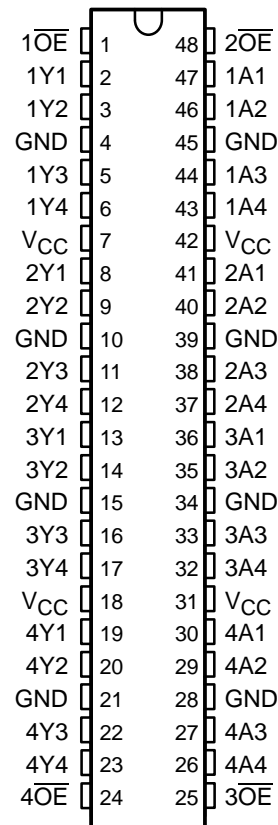 1O̅E̅ 1 48 2O̅E̅
1Y1 2 47 1A1
1Y2 3 46 1A2
GND 4 45 GND
1Y3 5 44 1A3
1Y4 6 43 1A4
VCC 7 42 VCC
2Y1 8 41 2A1
2Y2 9 40 2A2
GND 10 39 GND
2Y3 11 38 2A3
2Y4 12 37 2A4
3Y1 13 36 3A1
3Y2 14 35 3A2
GND 15 34 GND
3Y3 16 33 3A3
3Y4 17 32 3A4
VCC 18 31 VCC
4Y1 19 30 4A1
4Y2 20 29 4A2
GND 21 28 GND
4Y3 22 27 4A3
4Y4 23 26 4A4
4O̅E̅ 24 25 3O̅E̅